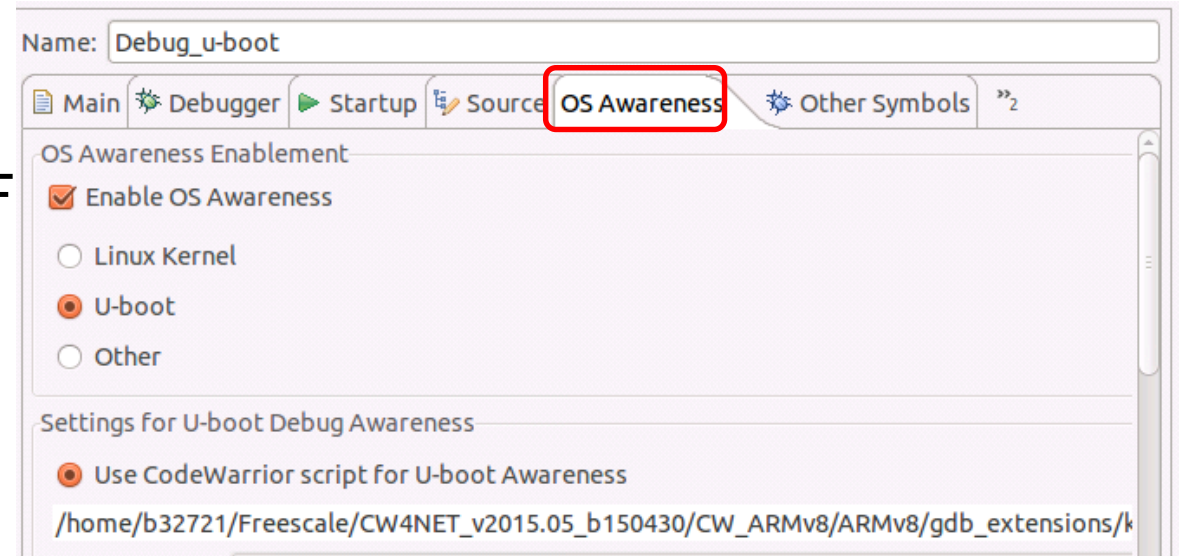 Name: Debug_u-boot
Main Debugger Startup Source OS Awareness Other Symbols »2
OS Awareness Enablement
Enable OS Awareness
Linux Kernel
U-boot
Other
Settings for U-boot Debug Awareness
Use CodeWarrior script for U-boot Awareness
/home/b32721/Freescale/CW4NET_v2015.05_b150430/CW_ARMv8/ARMv8/gdb_extensions/k